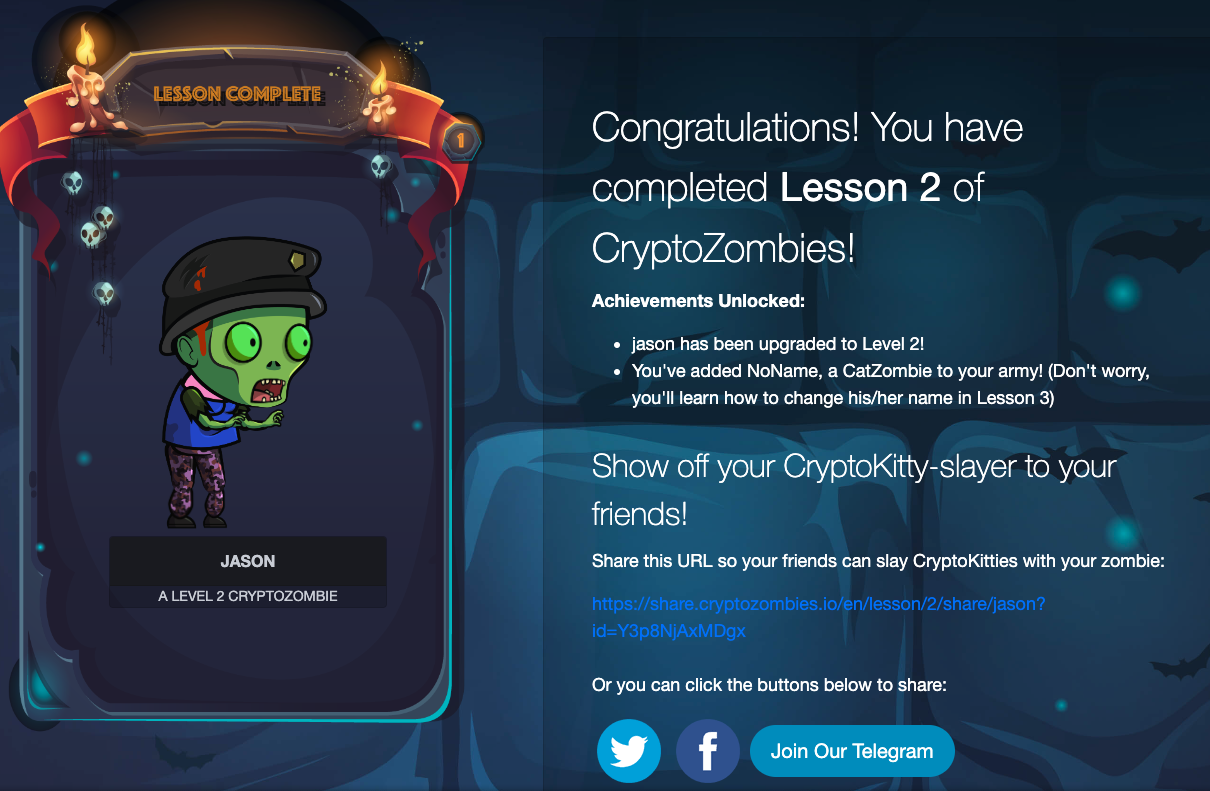 LESSON COMPLETE
1
JASON
A LEVEL 2 CRYPTOZOMBIE
Congratulations! You have
completed Lesson 2 of
CryptoZombies!
Achievements Unlocked:
• jason has been upgraded to Level 2!
• You've added NoName, a CatZombie to your army! (Don't worry,
you'll learn how to change his/her name in Lesson 3)
Show off your CryptoKitty-slayer to your
friends!
Share this URL so your friends can slay CryptoKitties with your zombie:
https://share.cryptozombies.io/en/lesson/2/share/jason?
id=Y3p8NjAxMDgx
Or you can click the buttons below to share:
Join Our Telegram